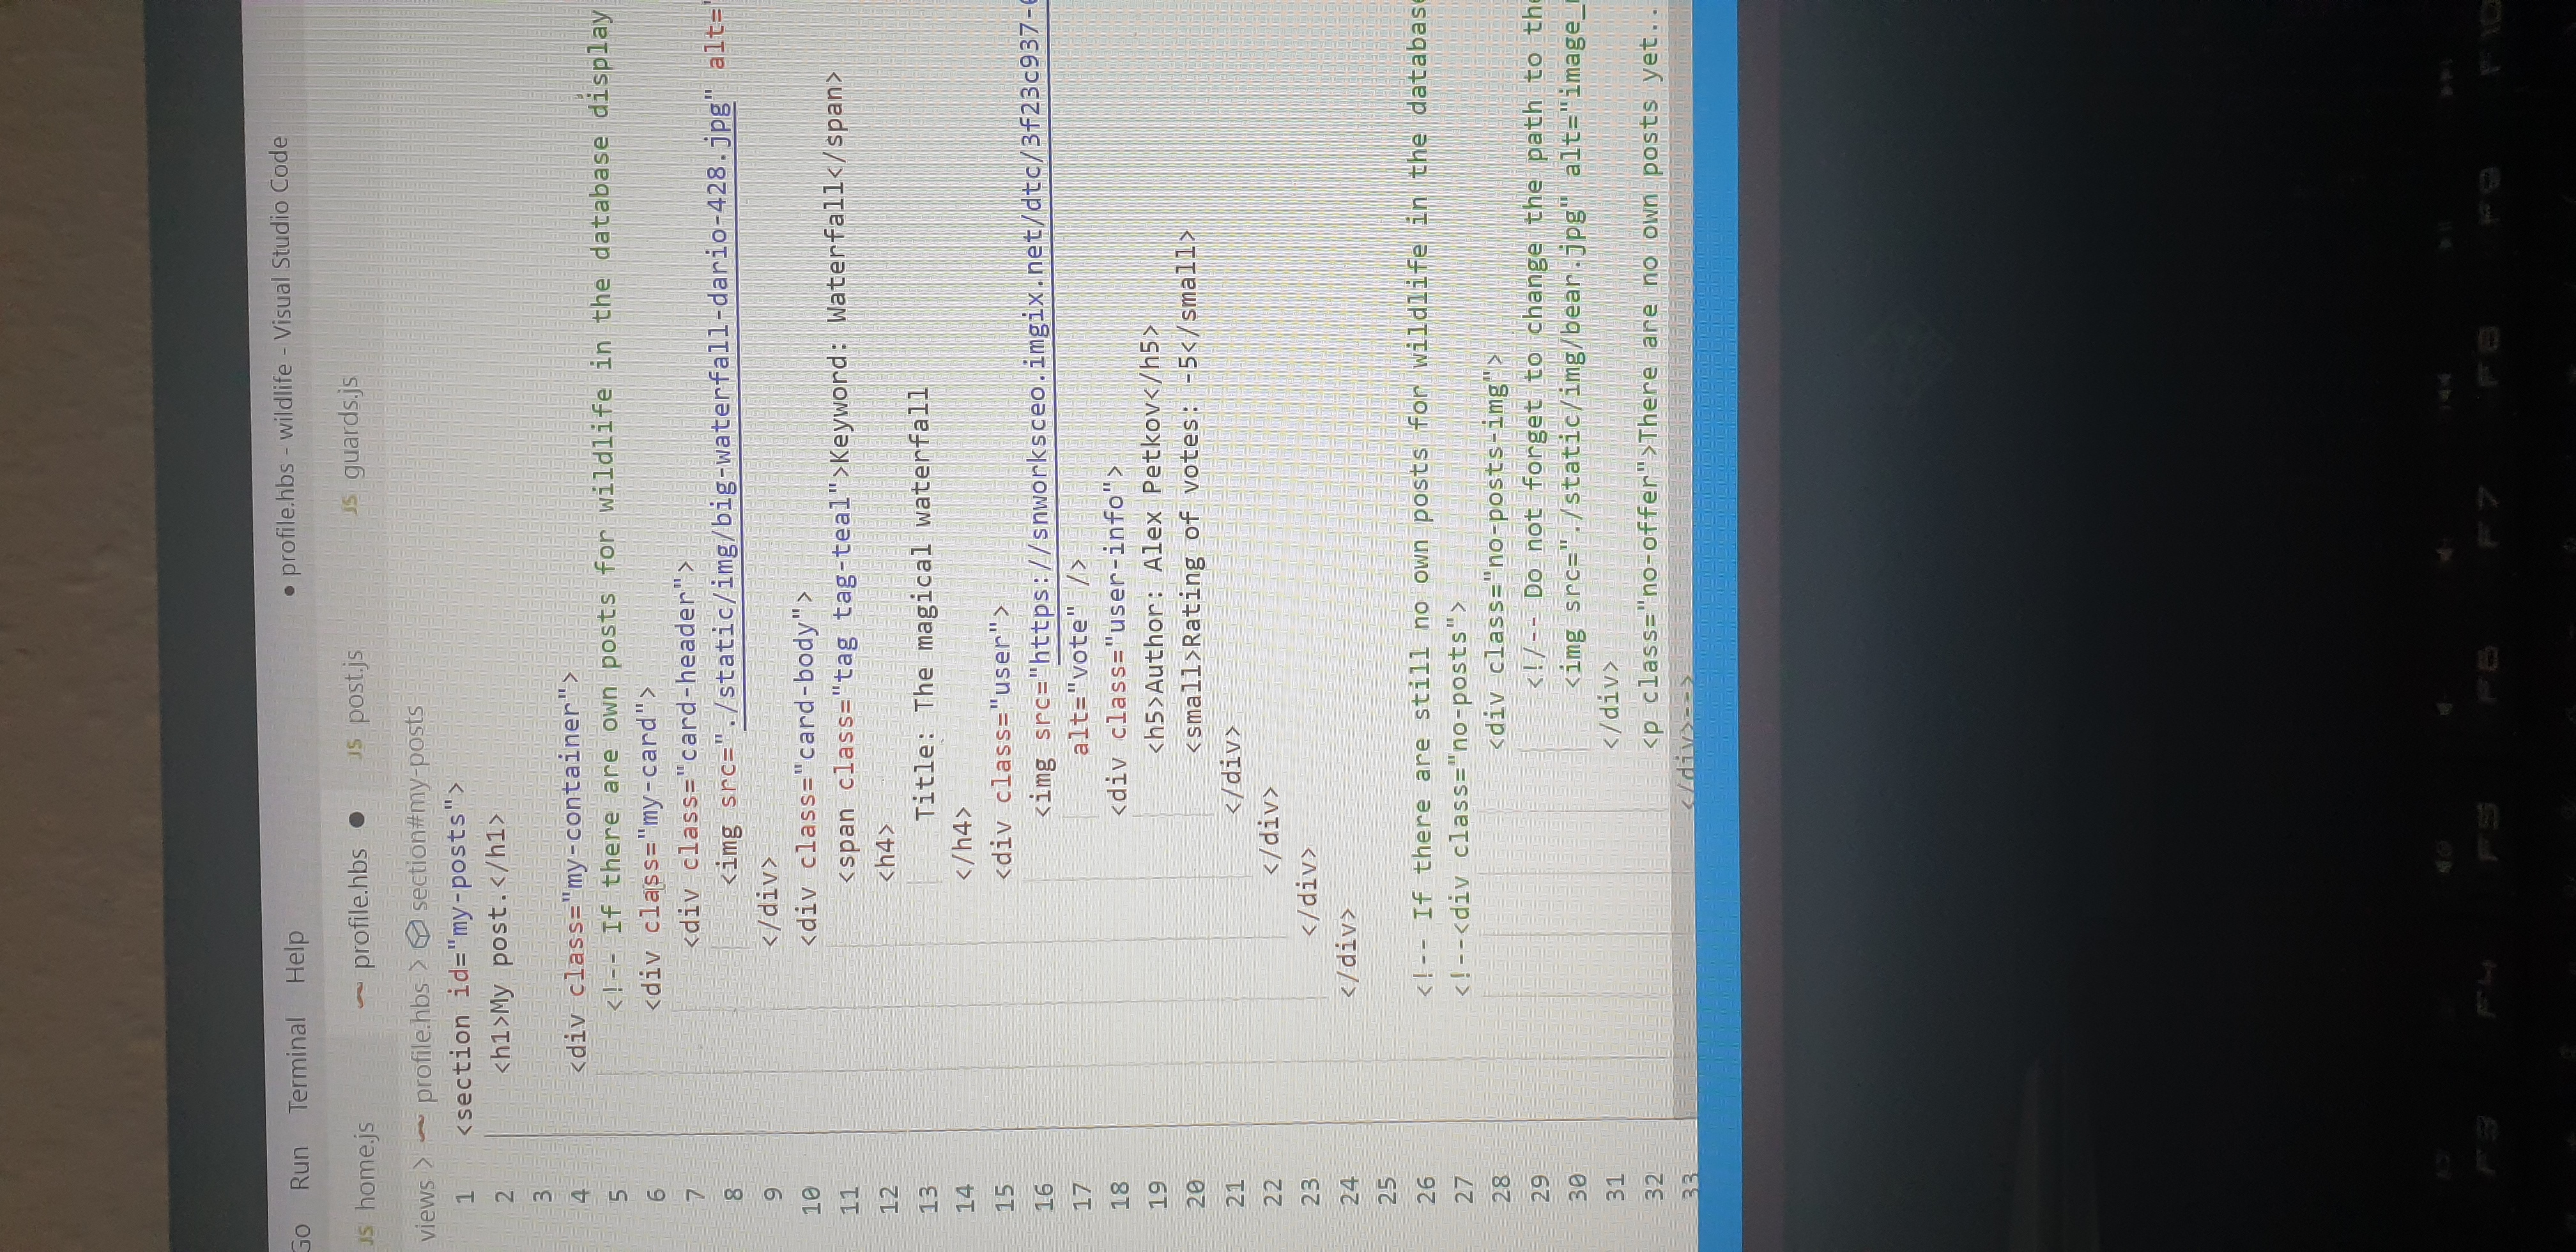 Go Run Terminal Help ● profile.hbs - wildlife - Visual Studio Code
JS home.js profile.hbs ● JS post.js JS guards.js
views > profile.hbs > section#my-posts
1 <section id="my-posts">
2 <h1>My post.</h1>
3
4 <div class="my-container">
5 <!-- If there are own posts for wildlife in the database display
6 <div class="my-card">
7 <div class="card-header">
8 <img src="./static/img/big-waterfall-dario-428.jpg" alt="
9 </div>
10 <div class="card-body">
11 <span class="tag tag-teal">Keyword: Waterfall</span>
12 <h4>
13 Title: The magical waterfall
14 </h4>
15 <div class="user">
16 <img src="https://snworksceo.imgix.net/dtc/3f23c937-
17 alt="vote" />
18 <div class="user-info">
19 <h5>Author: Alex Petkov</h5>
20 <small>Rating of votes: -5</small>
21 </div>
22 </div>
23 </div>
24 </div>
25
26 <!-- If there are still no own posts for wildlife in the database
27 <!--<div class="no-posts">
28 <div class="no-posts-img">
29 <!/-- Do not forget to change the path to the
30 <img src="./static/img/bear.jpg" alt="image_
31 </div>
32 <p class="no-offer">There are no own posts yet..
33 </div>-->
F3 F4 F5 F6 F7 F8 F9 F10